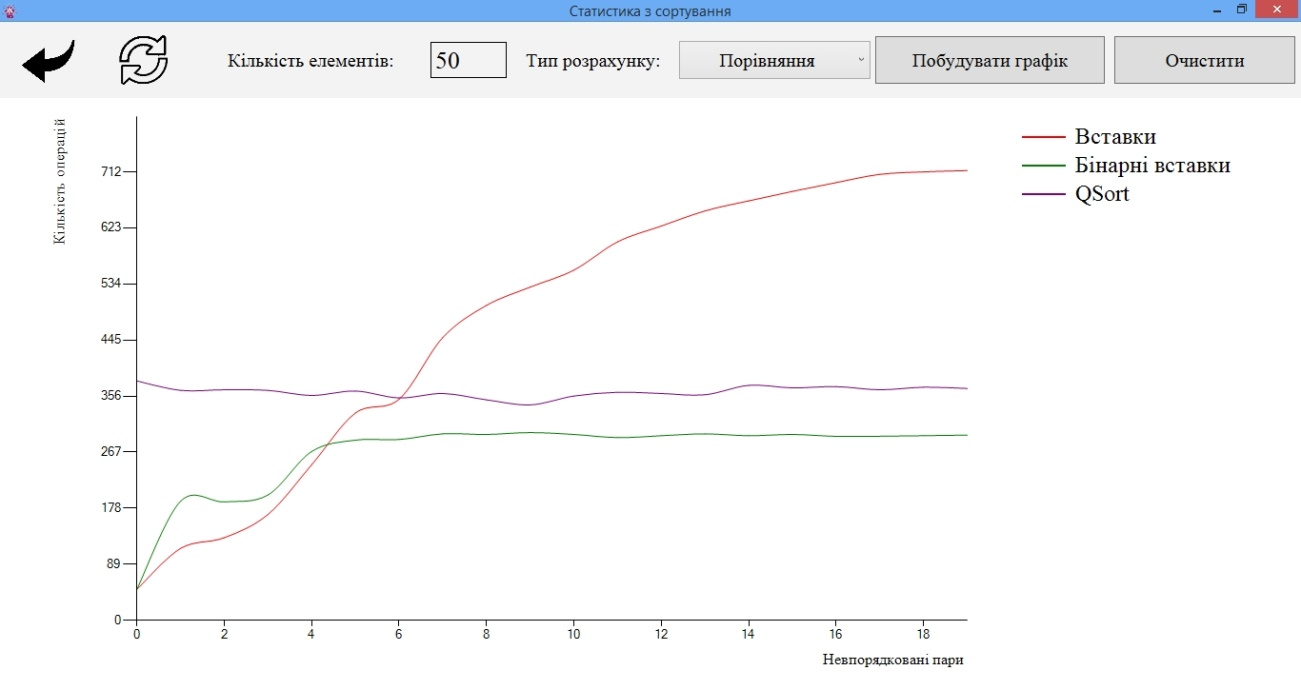 Статистика з сортування
Кількість елементів: 50 Тип розрахунку: Порівняння Побудувати графік Очистити
Кількість операцій
Вставки
Бінарні вставки
QSort
712
623
534
445
356
267
178
89
0
0 2 4 6 8 10 12 14 16 18
Невпорядковані пари